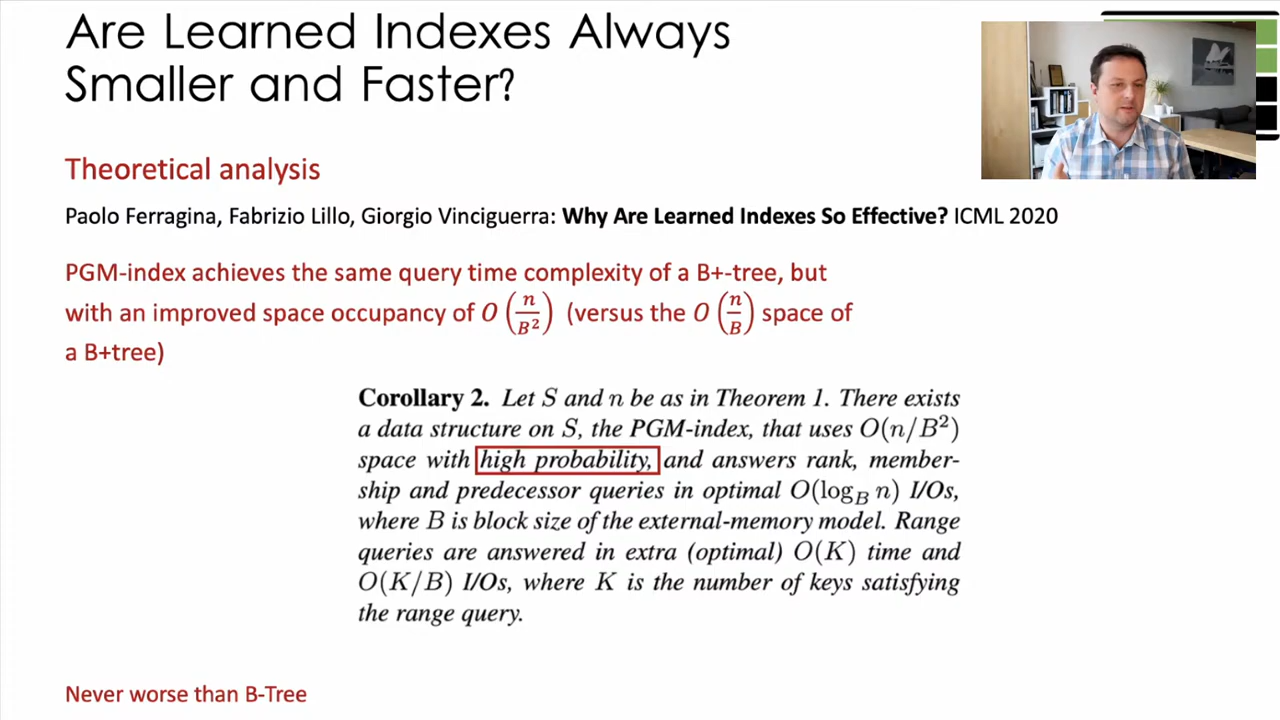 Are Learned Indexes Always
Smaller and Faster?
Theoretical analysis
Paolo Ferragina, Fabrizio Lillo, Giorgio Vinciguerra: Why Are Learned Indexes So Effective? ICML 2020
PGM-index achieves the same query time complexity of a B+-tree, but
with an improved space occupancy of O(n/B²) (versus the O(n/B) space of
a B+tree)
Corollary 2. Let S and n be as in Theorem 1. There exists
a data structure on S, the PGM-index, that uses O(n/B²)
space with high probability, and answers rank, member-
ship and predecessor queries in optimal O(log_B n) I/Os,
where B is block size of the external-memory model. Range
queries are answered in extra (optimal) O(K) time and
O(K/B) I/Os, where K is the number of keys satisfying
the range query.
Never worse than B-Tree